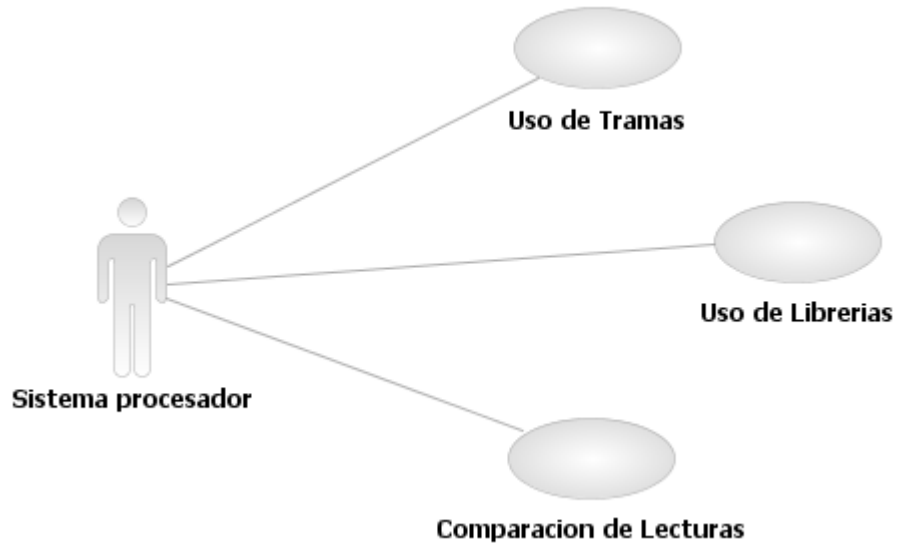 Uso de Tramas
Uso de Librerias
Sistema procesador
Comparacion de Lecturas